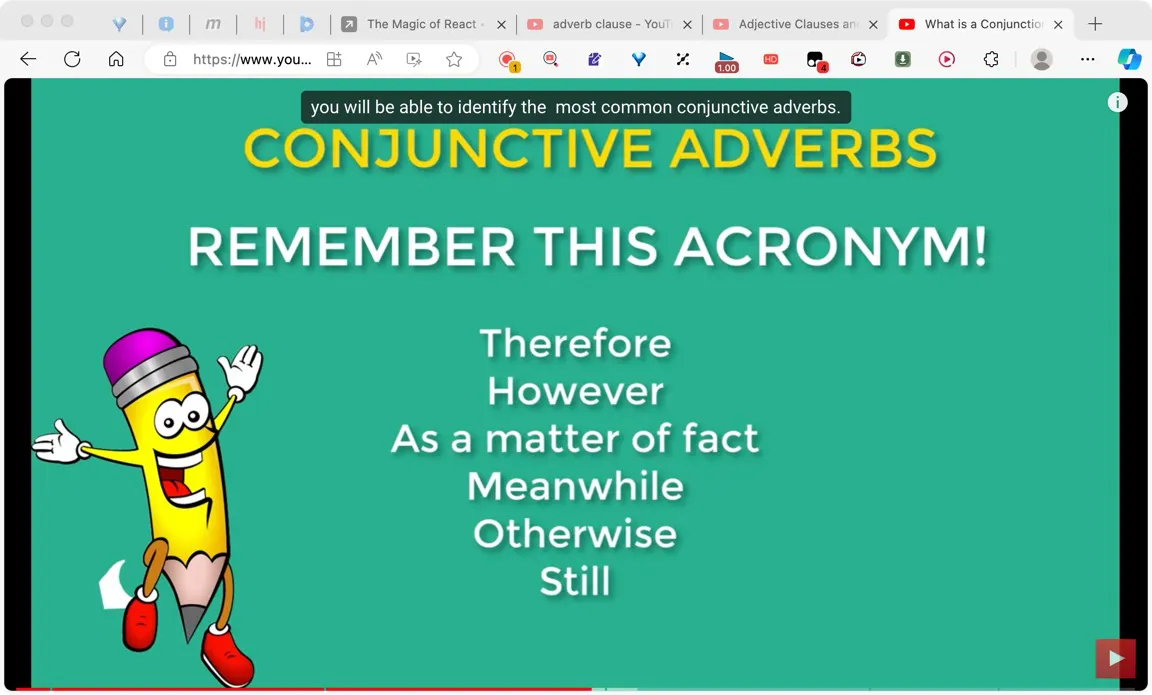 m
hj
The Magic of React
adverb clause - YouT
Adjective Clauses an
What is a Conjunctio
https://www.you...
1
A
1.00
HD
4
you will be able to identify the most common conjunctive adverbs.
CONJUNCTIVE ADVERBS
REMEMBER THIS ACRONYM!
Therefore
However
As a matter of fact
Meanwhile
Otherwise
Still